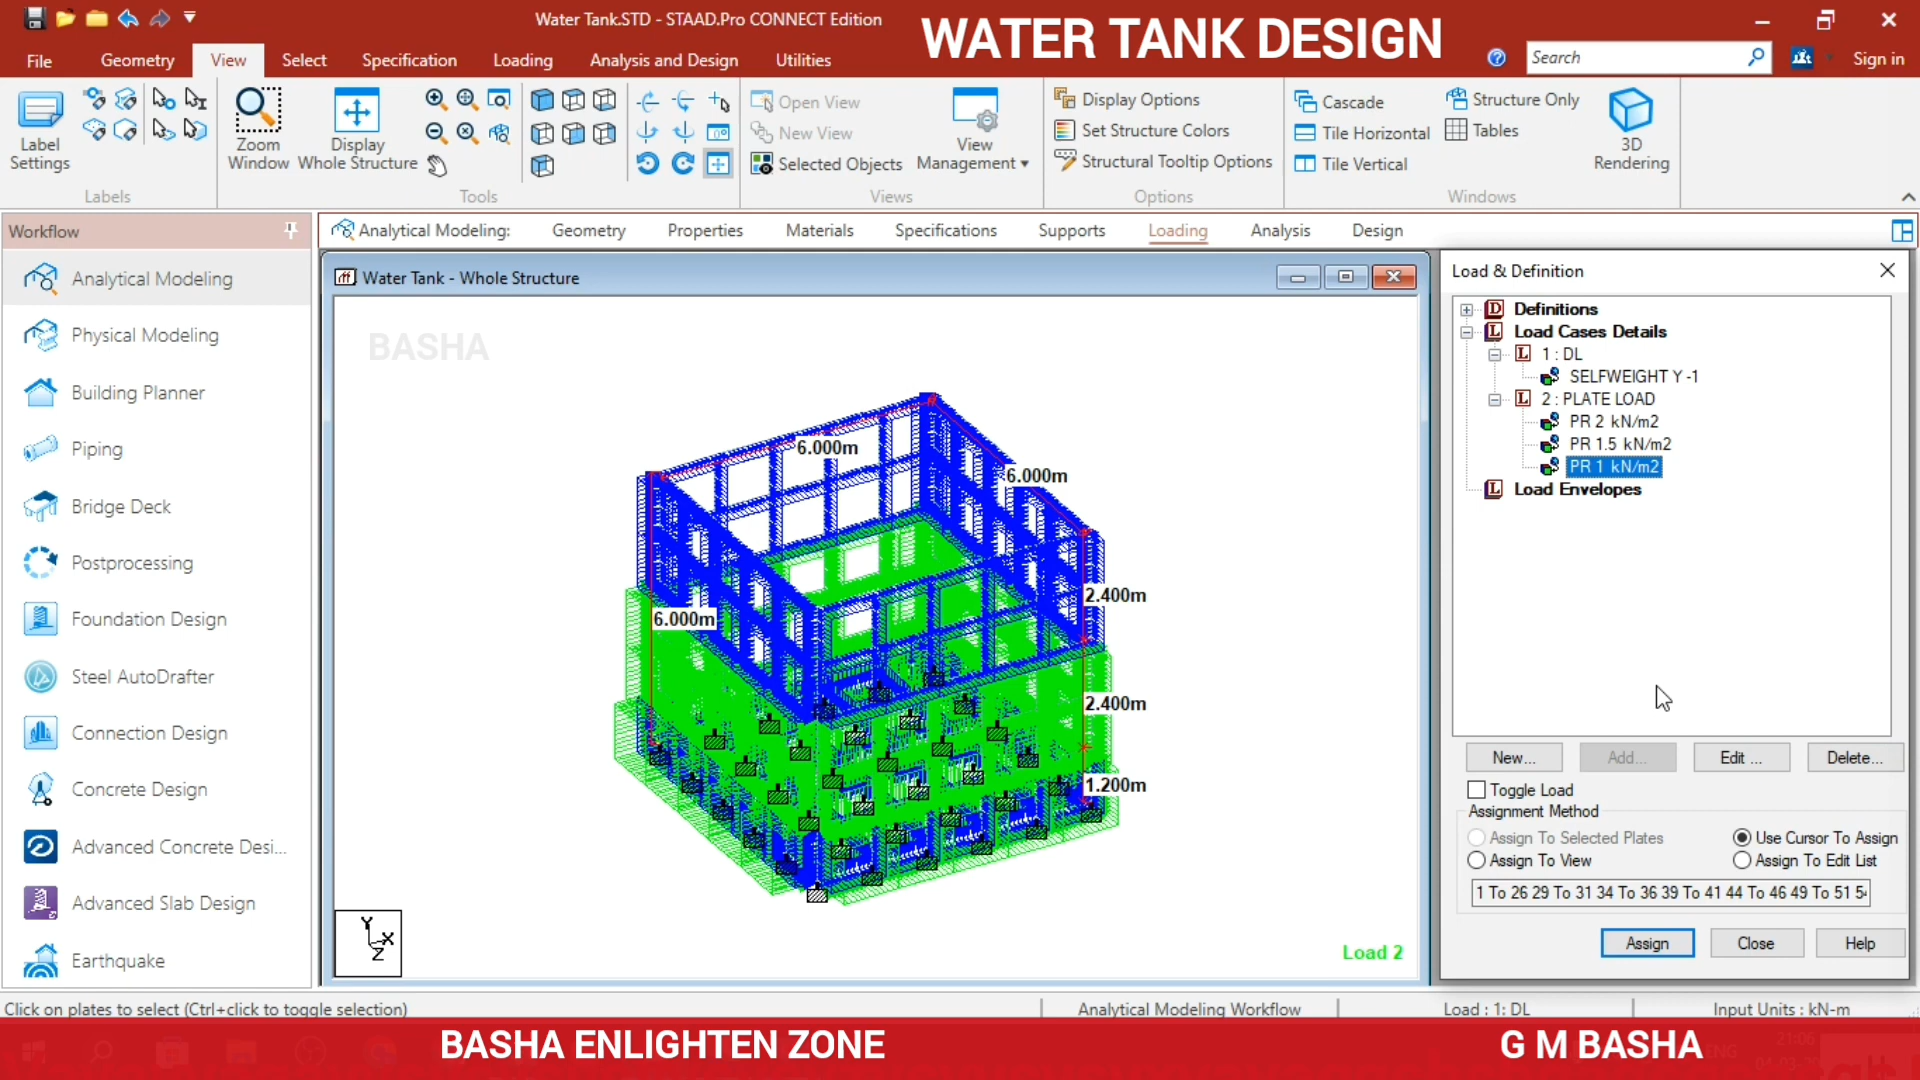 Water Tank.STD - STAAD.Pro CONNECT Edition
WATER TANK DESIGN
File
Geometry
View
Select
Specification
Loading
Analysis and Design
Utilities
Search
Sign in
Label Settings
Zoom Window
Display Whole Structure
Open View
New View
Selected Objects
View Management
Display Options
Set Structure Colors
Structural Tooltip Options
Cascade
Tile Horizontal
Tile Vertical
Structure Only
Tables
3D Rendering
Labels
Tools
Views
Options
Windows
Workflow
Analytical Modeling: Geometry Properties Materials Specifications Supports Loading Analysis Design
Analytical Modeling
Physical Modeling
Building Planner
Piping
Bridge Deck
Postprocessing
Foundation Design
Steel AutoDrafter
Connection Design
Concrete Design
Advanced Concrete Desi...
Advanced Slab Design
Earthquake
Water Tank - Whole Structure
BASHA
6.000m
6.000m
6.000m
2.400m
2.400m
1.200m
Y
X
Z
Load 2
Load & Definition
Definitions
Load Cases Details
1 : DL
SELFWEIGHT Y -1
2 : PLATE LOAD
PR 2 kN/m2
PR 1.5 kN/m2
PR 1 kN/m2
Load Envelopes
New... Add... Edit ... Delete...
Toggle Load
Assignment Method
Assign To Selected Plates
Use Cursor To Assign
Assign To View
Assign To Edit List
1 To 26 29 To 31 34 To 36 39 To 41 44 To 46 49 To 51
Assign Close Help
Click on plates to select (Ctrl+click to toggle selection)
Analytical Modeling Workflow
Load : 1: DL
Input Units : kN-m
BASHA ENLIGHTEN ZONE
G M BASHA
21:06